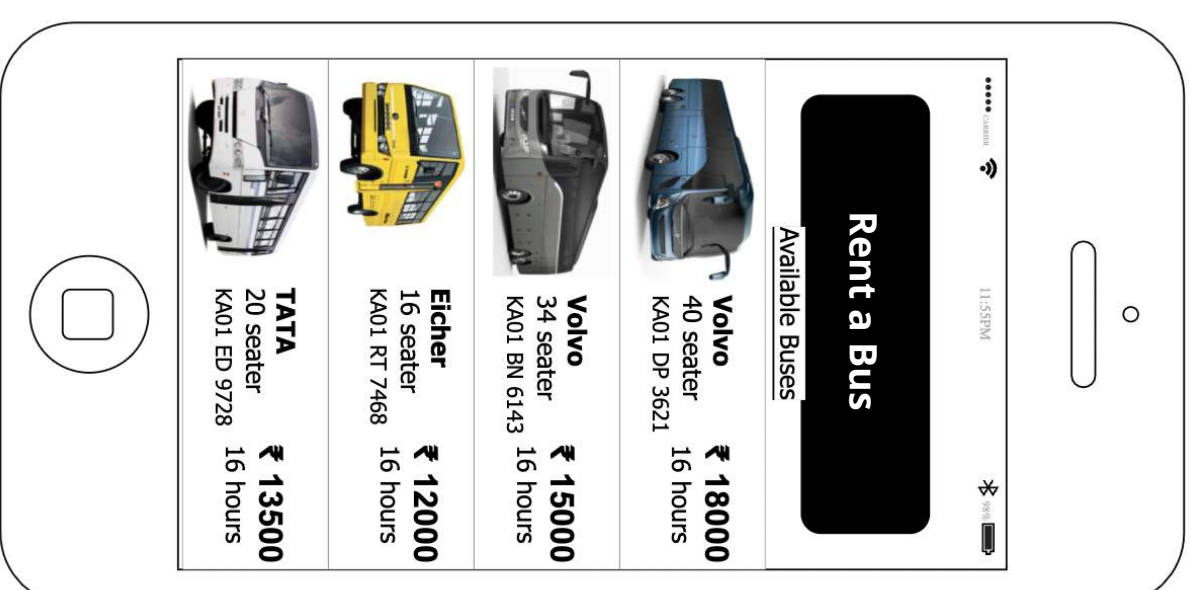 ••••• CARRIER 11:55PM 98%
Rent a Bus
Available Buses
Volvo ₹ 18000
40 seater 16 hours
KA01 DP 3621
Volvo ₹ 15000
34 seater 16 hours
KA01 BN 6143
Eicher ₹ 12000
16 seater 16 hours
KA01 RT 7468
TATA ₹ 13500
20 seater 16 hours
KA01 ED 9728